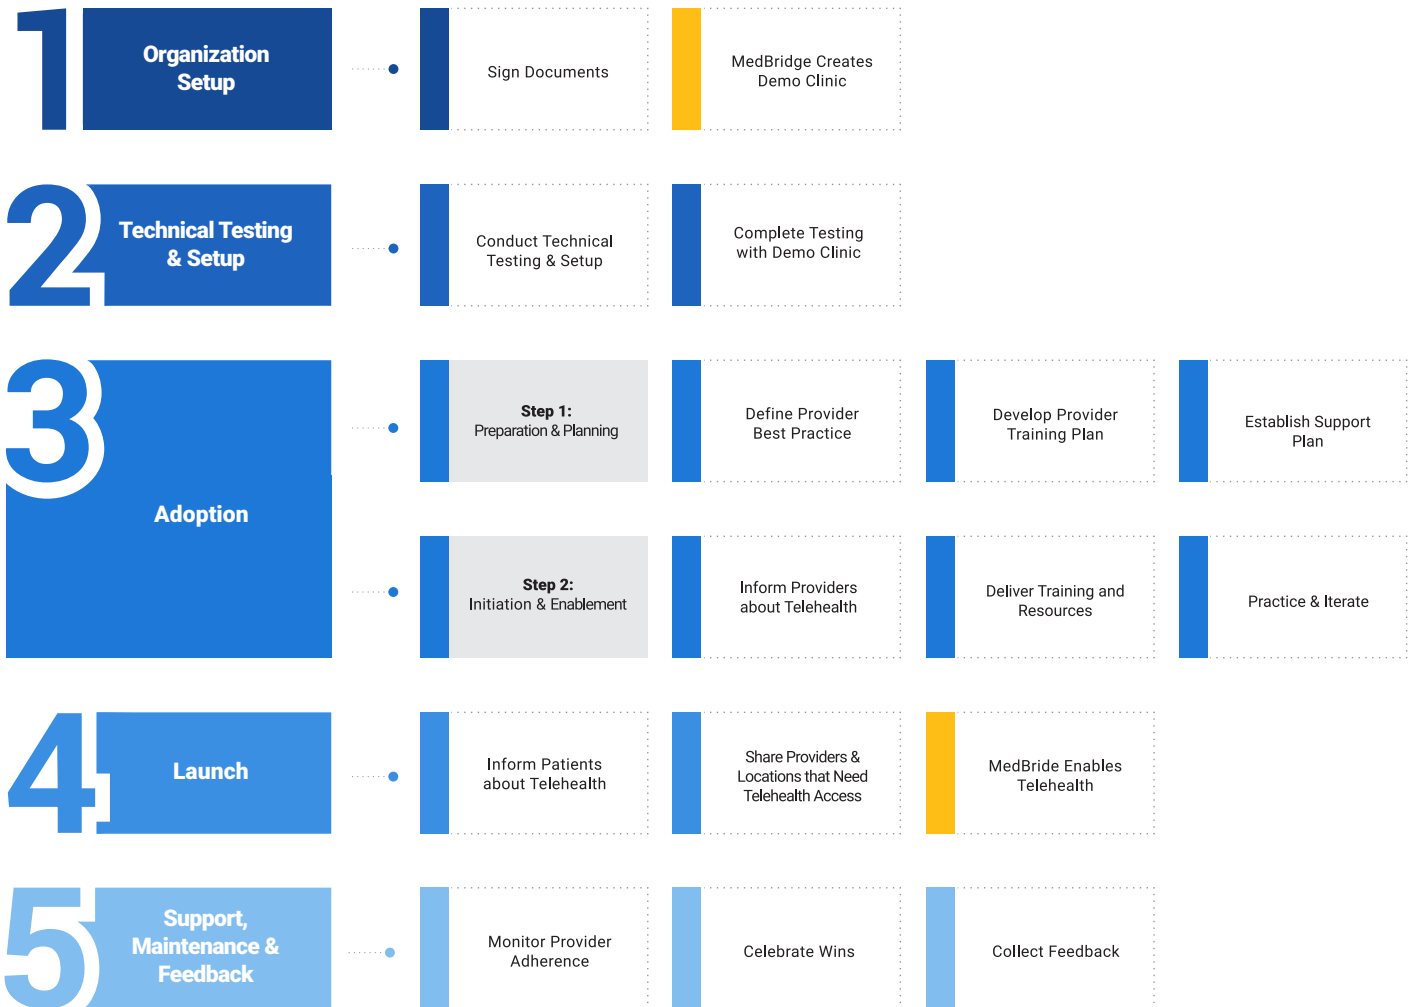 1
Organization
Setup
Sign Documents
MedBridge Creates
Demo Clinic
2
Technical Testing
& Setup
Conduct Technical
Testing & Setup
Complete Testing
with Demo Clinic
3
Adoption
Step 1:
Preparation & Planning
Define Provider
Best Practice
Develop Provider
Training Plan
Establish Support
Plan
Step 2:
Initiation & Enablement
Inform Providers
about Telehealth
Deliver Training and
Resources
Practice & Iterate
4
Launch
Inform Patients
about Telehealth
Share Providers &
Locations that Need
Telehealth Access
MedBride Enables
Telehealth
5
Support,
Maintenance &
Feedback
Monitor Provider
Adherence
Celebrate Wins
Collect Feedback